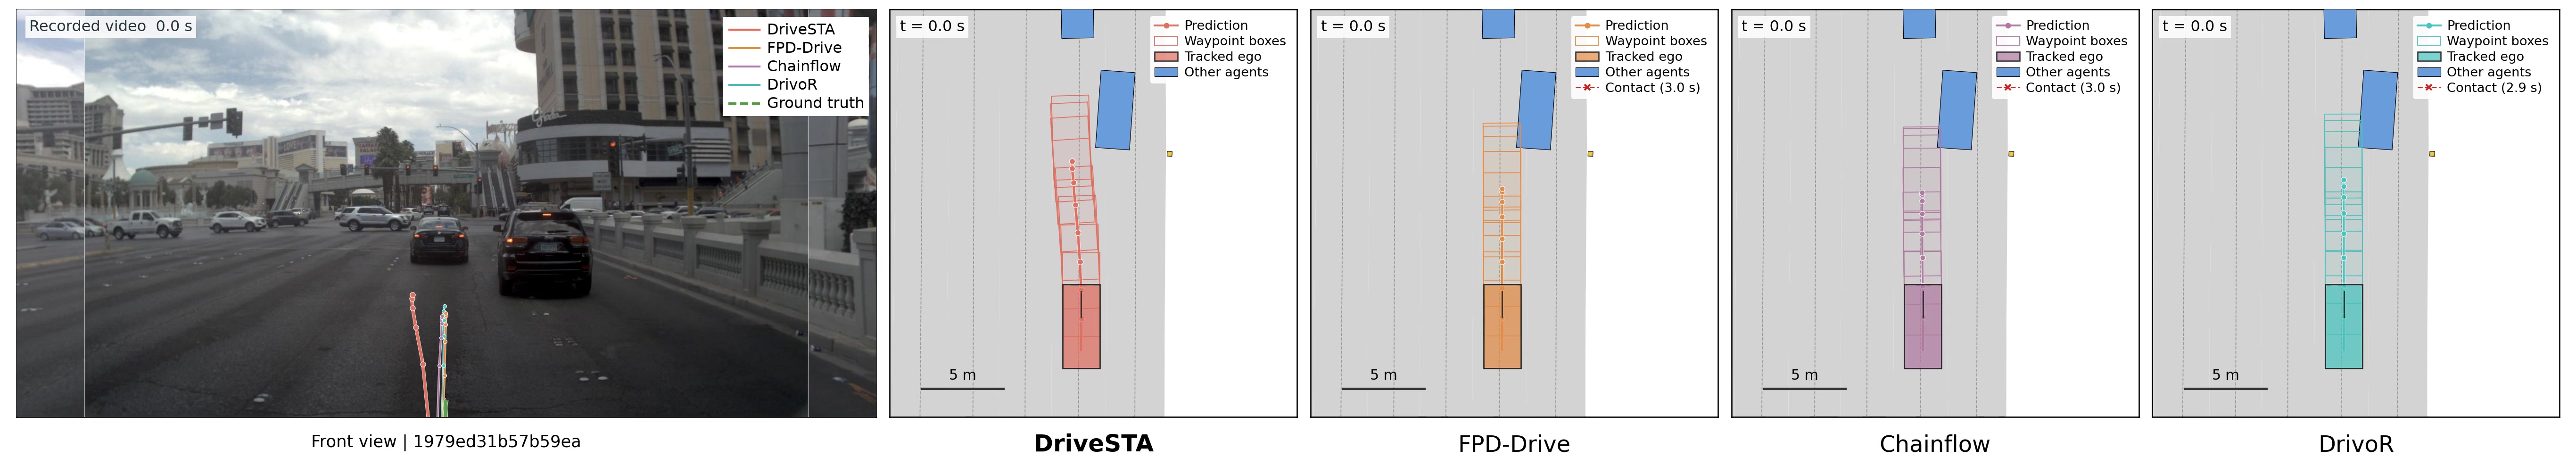 Recorded video 0.0 s
DriveSTA
FPD-Drive
Chainflow
DrivoR
Ground truth
Front view | 1979ed31b57b59ea
t = 0.0 s
Prediction
Waypoint boxes
Tracked ego
Other agents
5 m
DriveSTA
t = 0.0 s
Prediction
Waypoint boxes
Tracked ego
Other agents
Contact (3.0 s)
5 m
FPD-Drive
t = 0.0 s
Prediction
Waypoint boxes
Tracked ego
Other agents
Contact (3.0 s)
5 m
Chainflow
t = 0.0 s
Prediction
Waypoint boxes
Tracked ego
Other agents
Contact (2.9 s)
5 m
DrivoR